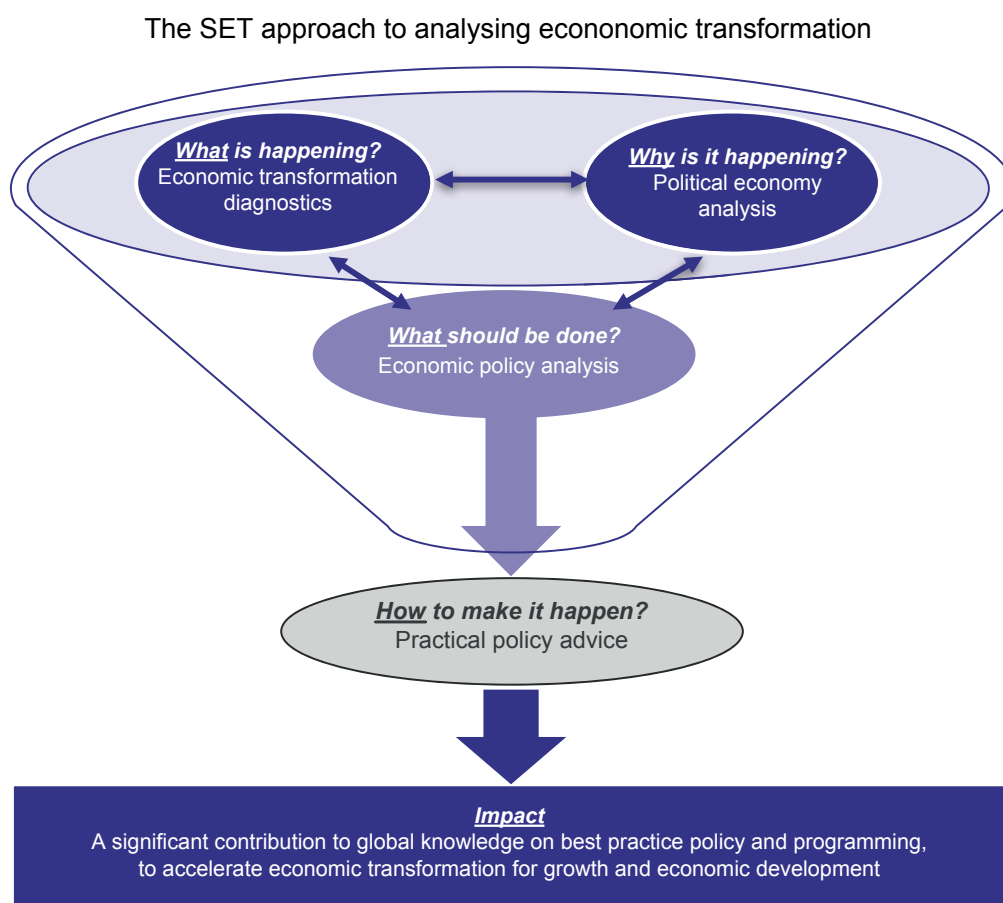 The SET approach to analysing econonomic transformation
What is happening?
Economic transformation
diagnostics
Why is it happening?
Political economy
analysis
What should be done?
Economic policy analysis
How to make it happen?
Practical policy advice
Impact
A significant contribution to global knowledge on best practice policy and programming,
to accelerate economic transformation for growth and economic development